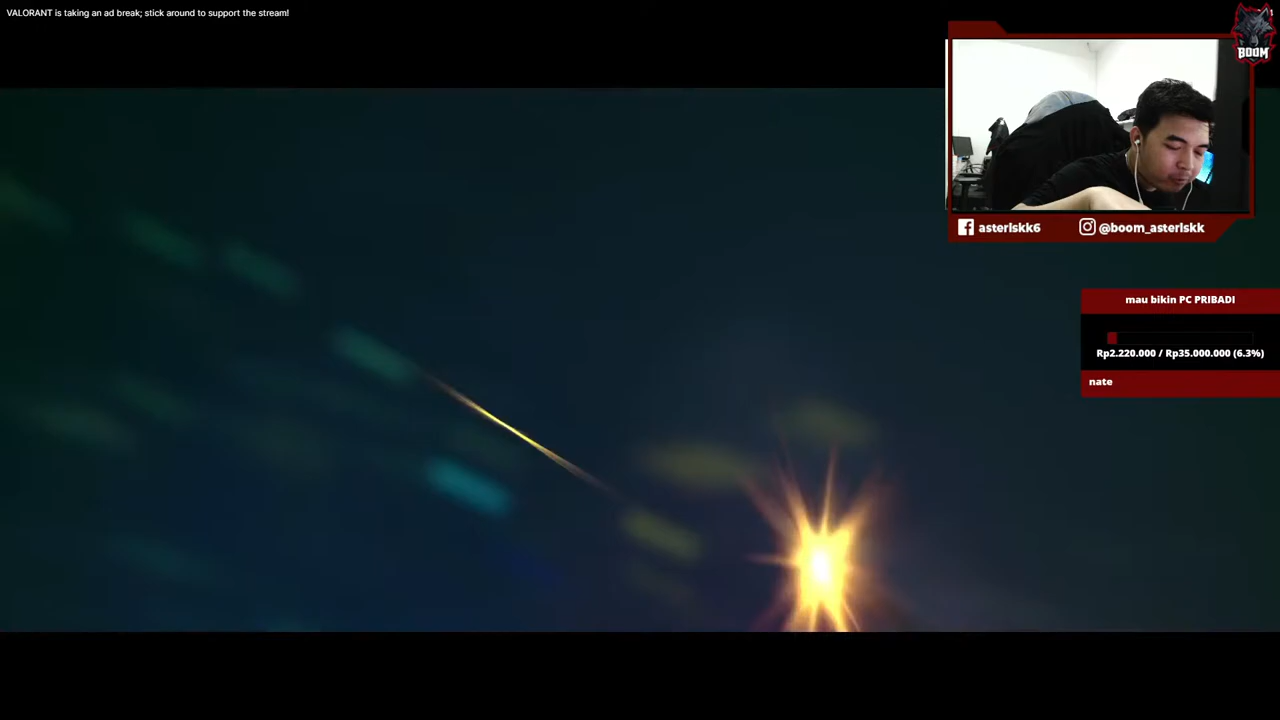 VALORANT is taking an ad break; stick around to support the stream!
BOOM
asteriskk6
@boom_asteriskk
mau bikin PC PRIBADI
Rp2.220.000 / Rp35.000.000 (6.3%)
nate